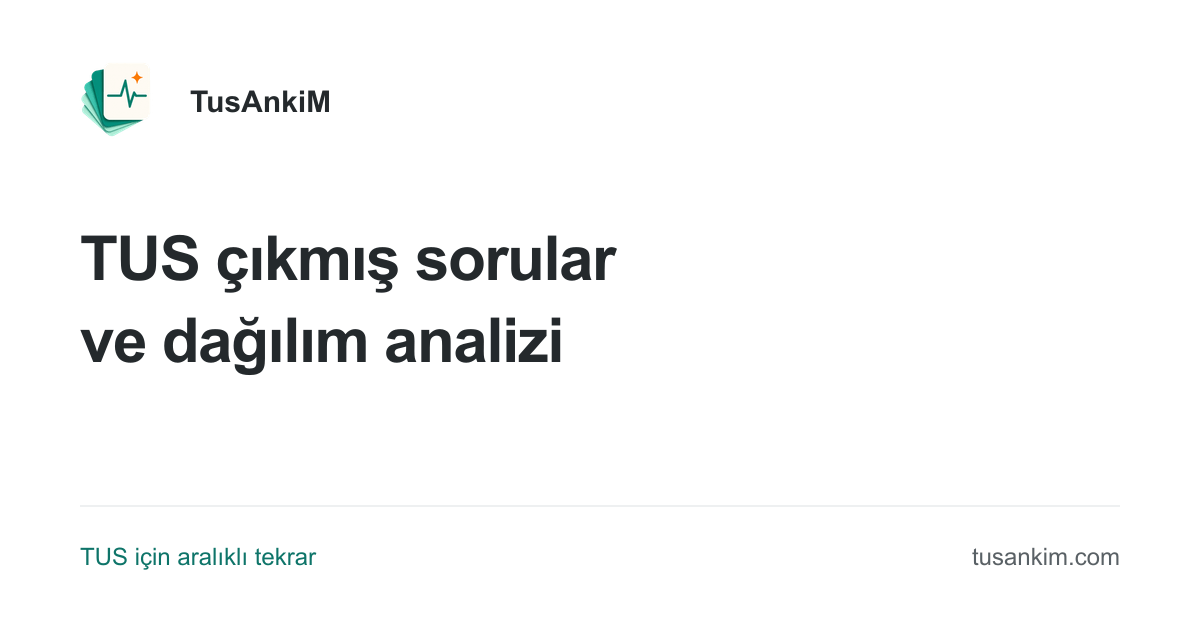 TusAnkiM
TUS çıkmış sorular
ve dağılım analizi
TUS için aralıklı tekrar
tusankim.com